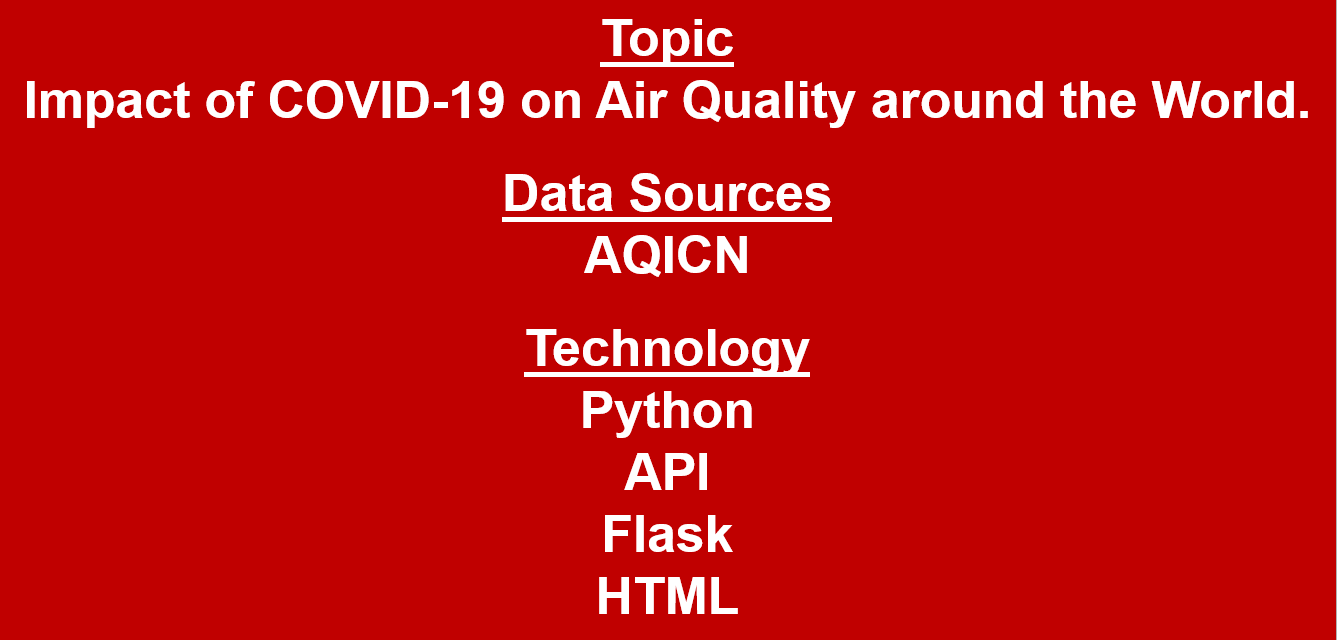 Topic
Impact of COVID-19 on Air Quality around the World.
Data Sources
AQICN
Technology
Python
API
Flask
HTML